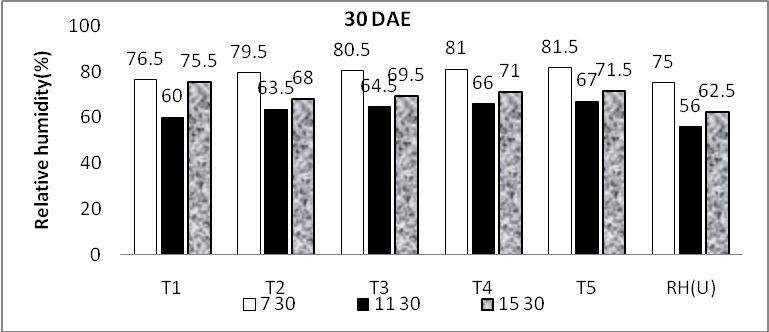 30 DAE
Relative humidity(%)
100
80
60
40
20
0
76.5 60 75.5
79.5 63.5 68
80.5 64.5 69.5
81 66 71
81.5 67 71.5
75 56 62.5
T1 T2 T3 T4 T5 RH(U)
7 30 11 30 15 30